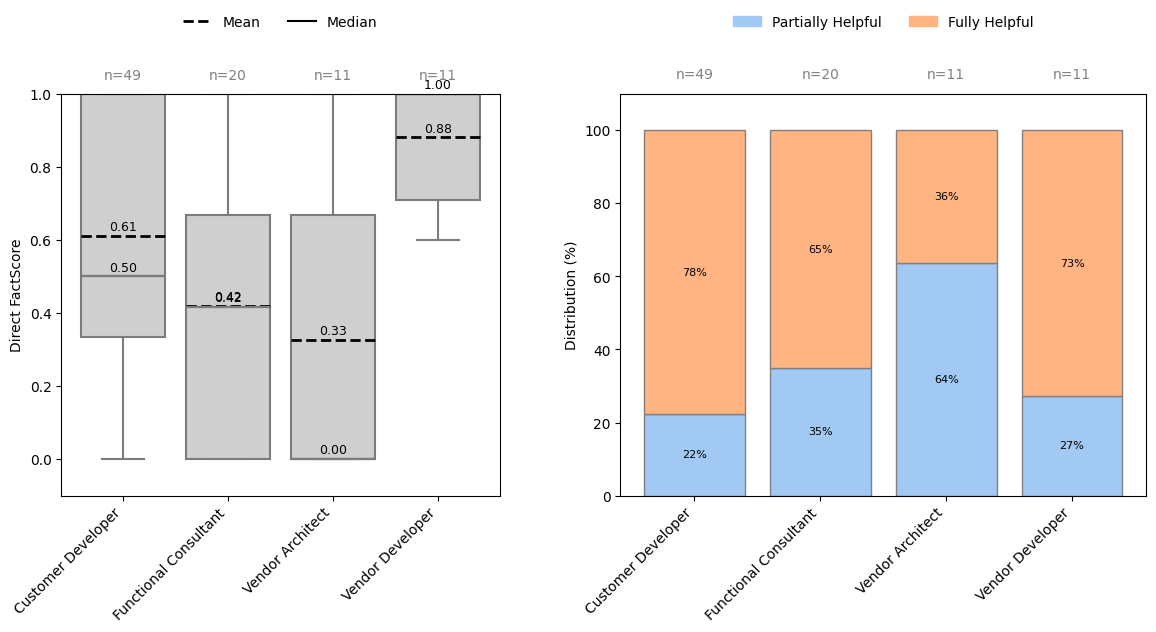 Mean Median
n=49 n=20 n=11 n=11
1.00
1.0
0.88
0.8
0.61
0.6
0.50
0.42
0.42
0.4
0.33
0.2
0.00
0.0
Direct FactScore
Customer Developer
Functional Consultant
Vendor Architect
Vendor Developer
Partially Helpful Fully Helpful
n=49 n=20 n=11 n=11
100
80
60
40
20
0
Distribution (%)
78%
65%
36%
73%
22%
35%
64%
27%
Customer Developer
Functional Consultant
Vendor Architect
Vendor Developer